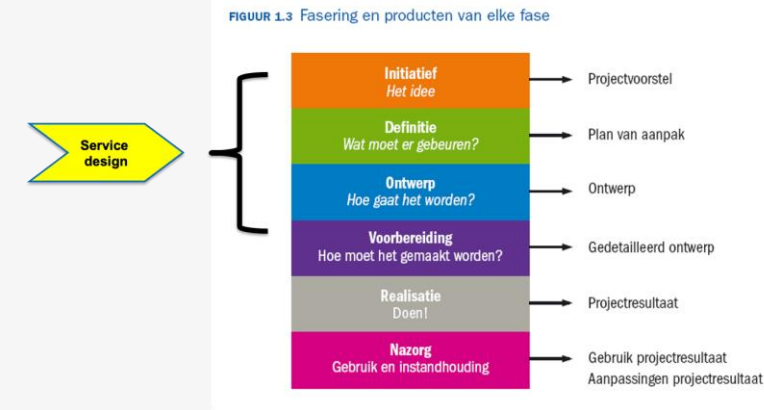 FIGUUR 1.3 Fasering en producten van elke fase
Service
design
Initiatief
Het idee
Projectvoorstel
Definitie
Wat moet er gebeuren?
Plan van aanpak
Ontwerp
Hoe gaat het worden?
Ontwerp
Voorbereiding
Hoe moet het gemaakt worden?
Gedetailleerd ontwerp
Realisatie
Doen!
Projectresultaat
Nazorg
Gebruik en instandhouding
Gebruik projectresultaat
Aanpassingen projectresultaat